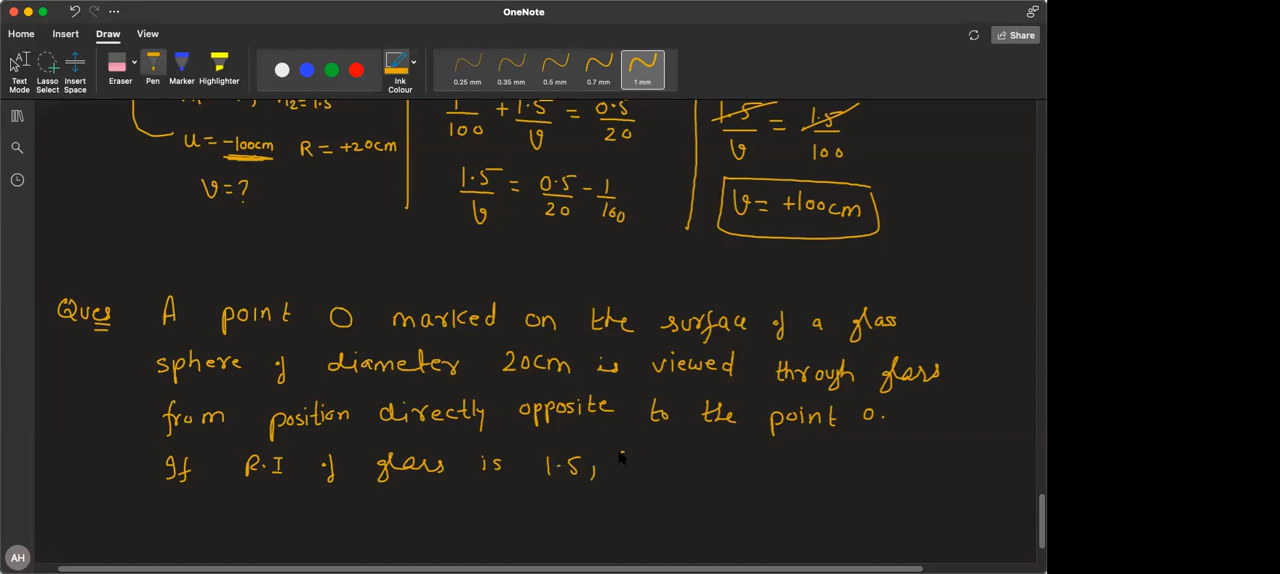 OneNote
Home Insert Draw View
Share
Text Mode
Lasso Select
Insert Space
Eraser
Pen
Marker
Highlighter
Ink Colour
0.25 mm
0.35 mm
0.5 mm
0.7 mm
1 mm
u = -100cm R = +20cm
v = ?
1/100 + 1.5/v = 0.5/20
1.5/v = 0.5/20 - 1/100
1.5/v = 1.5/100
v = +100cm
Ques A point O marked on the surface of a glass
sphere of diameter 20cm is viewed through glass
from position directly opposite to the point O.
If R.I of glass is 1.5,
AH